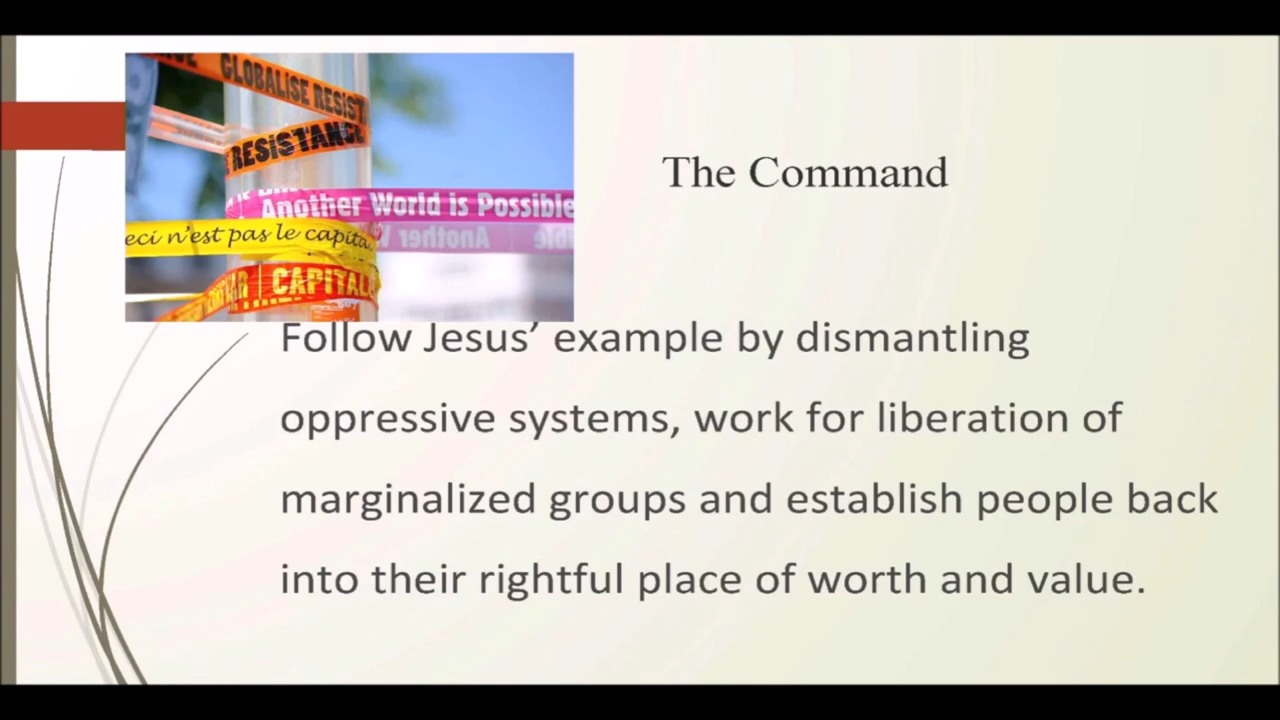 GLOBALISE RESIST
RESISTANCE
Another World is Possible
eci n'est pas le capita
CAPITAL
The Command
Follow Jesus' example by dismantling
oppressive systems, work for liberation of
marginalized groups and establish people back
into their rightful place of worth and value.